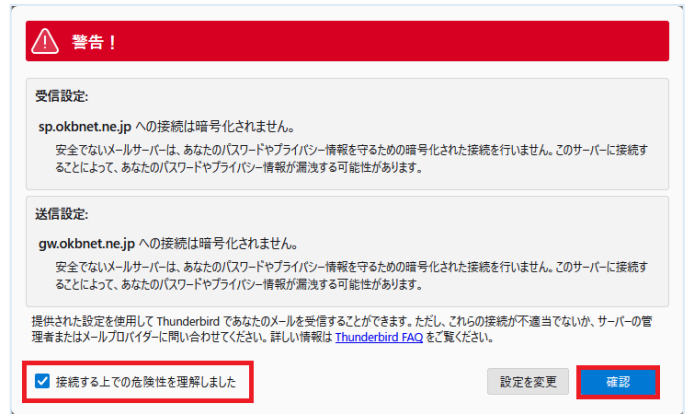 警告！
受信設定:
sp.okbnet.ne.jp への接続は暗号化されません。
安全でないメールサーバーは、あなたのパスワードやプライバシー情報を守るための暗号化された接続を行いません。このサーバーに接続す
ることによって、あなたのパスワードやプライバシー情報が漏洩する可能性があります。
送信設定:
gw.okbnet.ne.jp への接続は暗号化されません。
安全でないメールサーバーは、あなたのパスワードやプライバシー情報を守るための暗号化された接続を行いません。このサーバーに接続す
ることによって、あなたのパスワードやプライバシー情報が漏洩する可能性があります。
提供された設定を使用して Thunderbird であなたのメールを受信することができます。ただし、これらの接続が不適当でないか、サーバーの管
理者またはメールプロバイダーに問い合わせてください。詳しい情報は Thunderbird FAQ をご覧ください。
接続する上での危険性を理解しました
設定を変更
確認